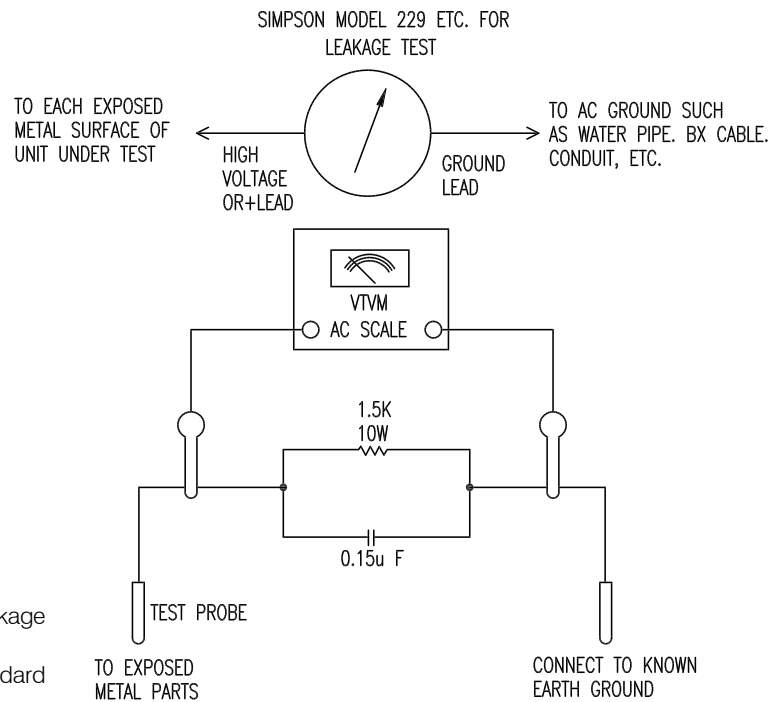 SIMPSON MODEL 229 ETC. FOR
LEAKAGE TEST
TO EACH EXPOSED
METAL SURFACE OF
UNIT UNDER TEST
HIGH
VOLTAGE
OR+LEAD
GROUND
LEAD
TO AC GROUND SUCH
AS WATER PIPE. BX CABLE.
CONDUIT, ETC.
VTVM
AC SCALE
1.5K
10W
0.15u F
TEST PROBE
TO EXPOSED
METAL PARTS
CONNECT TO KNOWN
EARTH GROUND